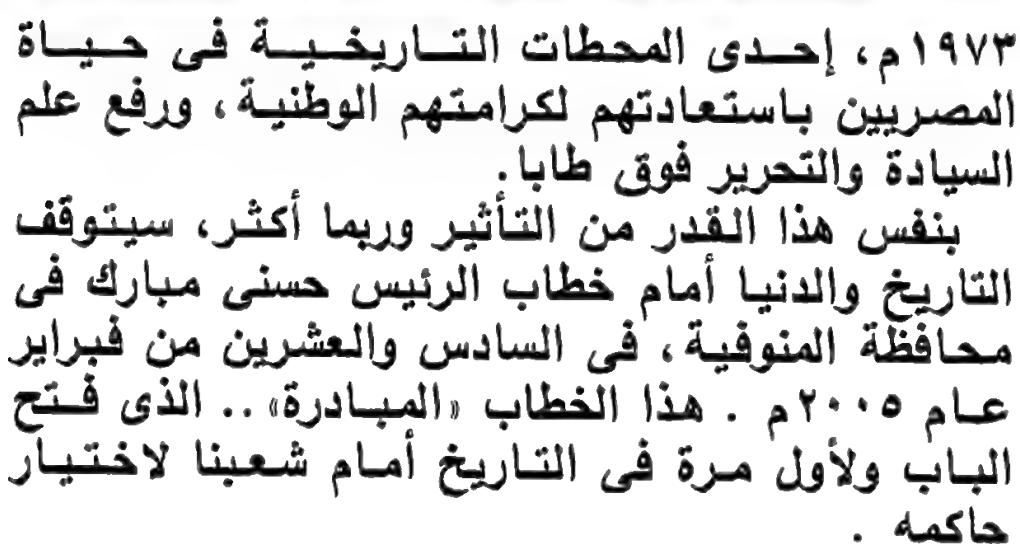 ١٩٧٣م، إحدى المحطات التاريخية فى حياة
المصريين باستعادتهم لكرامتهم الوطنية، ورفع علم
السيادة والتحرير فوق طابا.
بنفس هذا القدر من التأثير وربما أكثر، سيتوقف
التاريخ والدنيا أمام خطاب الرئيس حسنى مبارك فى
محافظة المنوفية، فى السادس والعشرين من فبراير
عام ٢٠٠٥م . هذا الخطاب «المبادرة» .. الذى فتح
الباب ولأول مرة فى التاريخ أمام شعبنا لاختيار
حاكمه .